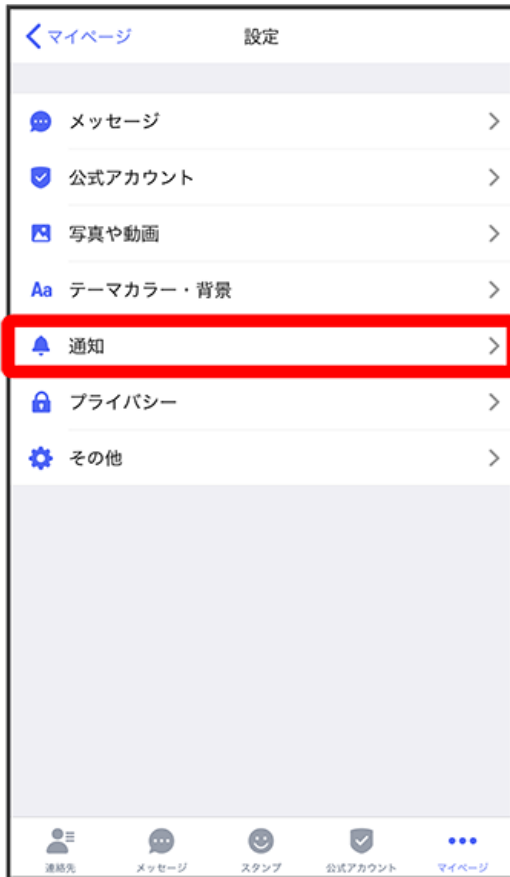 マイページ 設定
メッセージ
公式アカウント
写真や動画
Aa テーマカラー・背景
通知
プライバシー
その他
連絡先 メッセージ スタンプ 公式アカウント マイページ